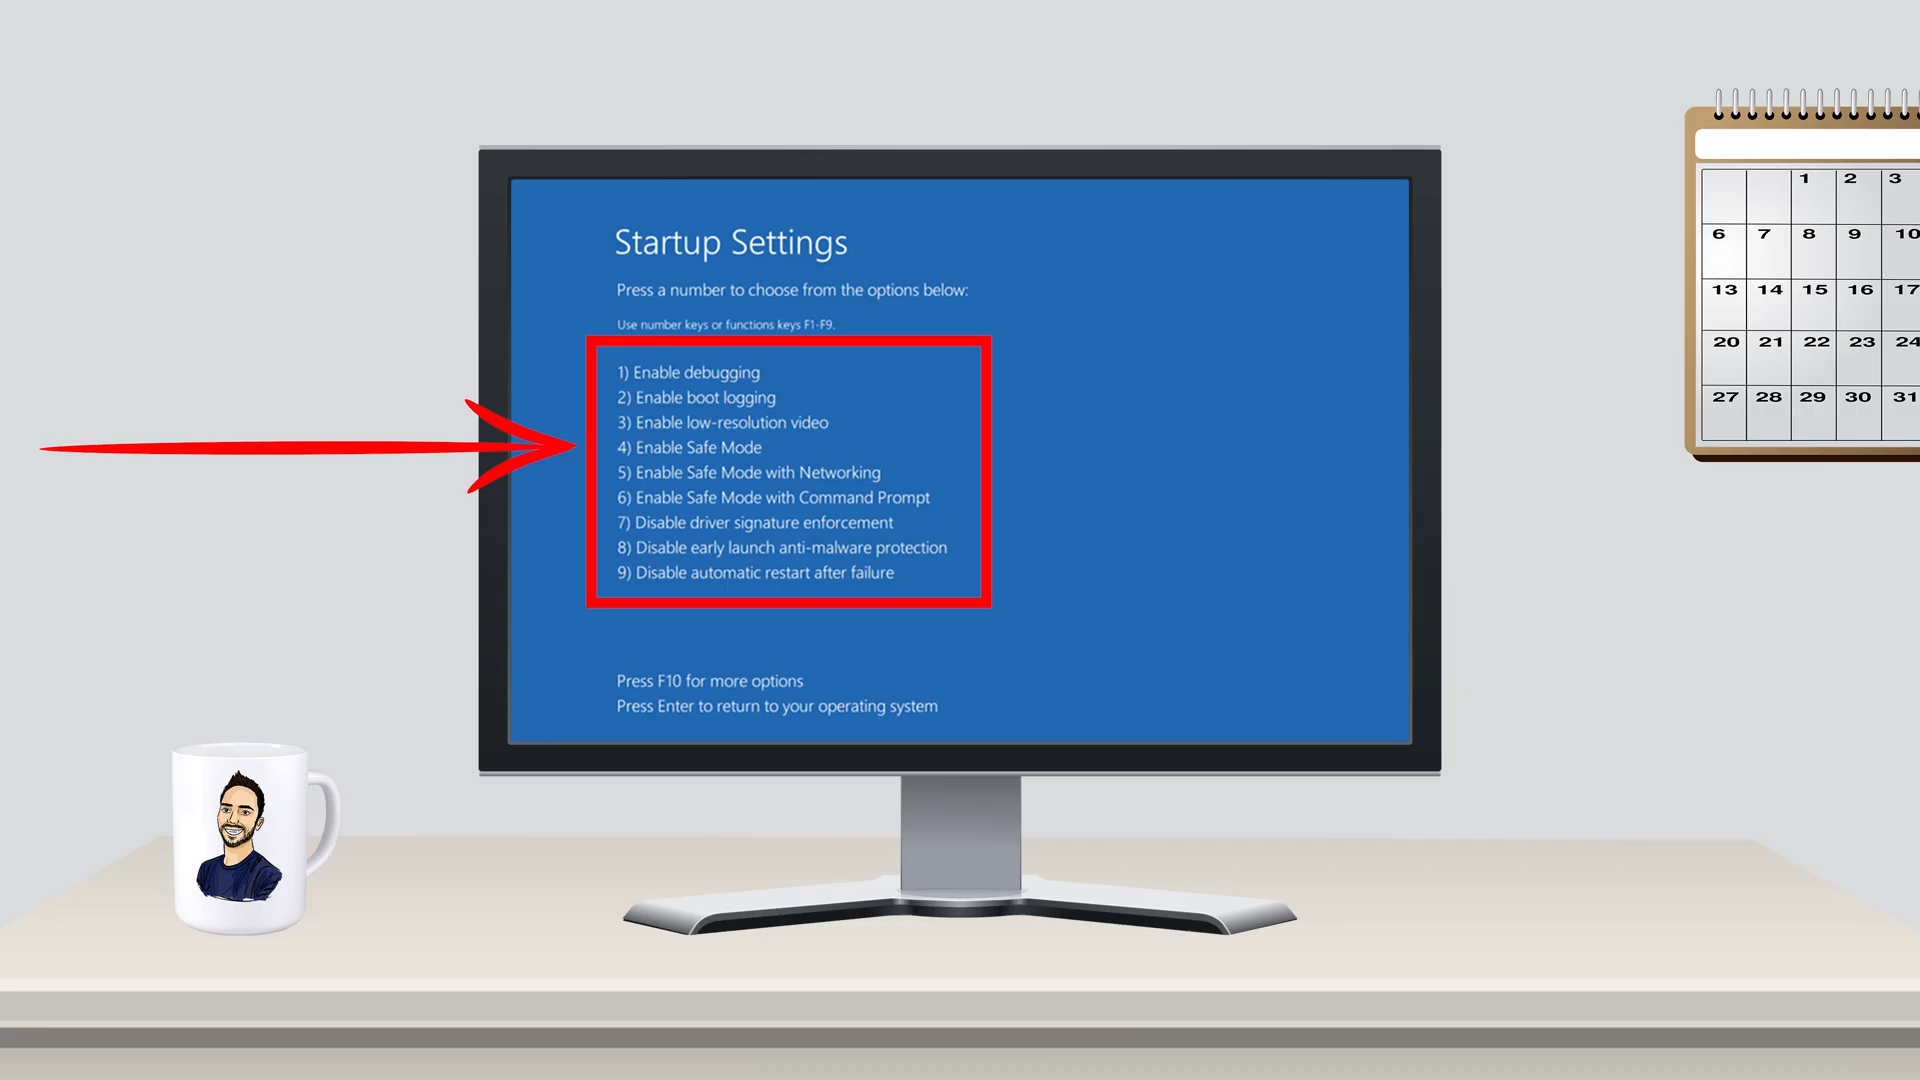 Startup Settings
Press a number to choose from the options below:
Use number keys or functions keys F1-F9.
1) Enable debugging
2) Enable boot logging
3) Enable low-resolution video
4) Enable Safe Mode
5) Enable Safe Mode with Networking
6) Enable Safe Mode with Command Prompt
7) Disable driver signature enforcement
8) Disable early launch anti-malware protection
9) Disable automatic restart after failure
Press F10 for more options
Press Enter to return to your operating system
1 2 3
6 7 8 9 10
13 14 15 16 17
20 21 22 23 24
27 28 29 30 31